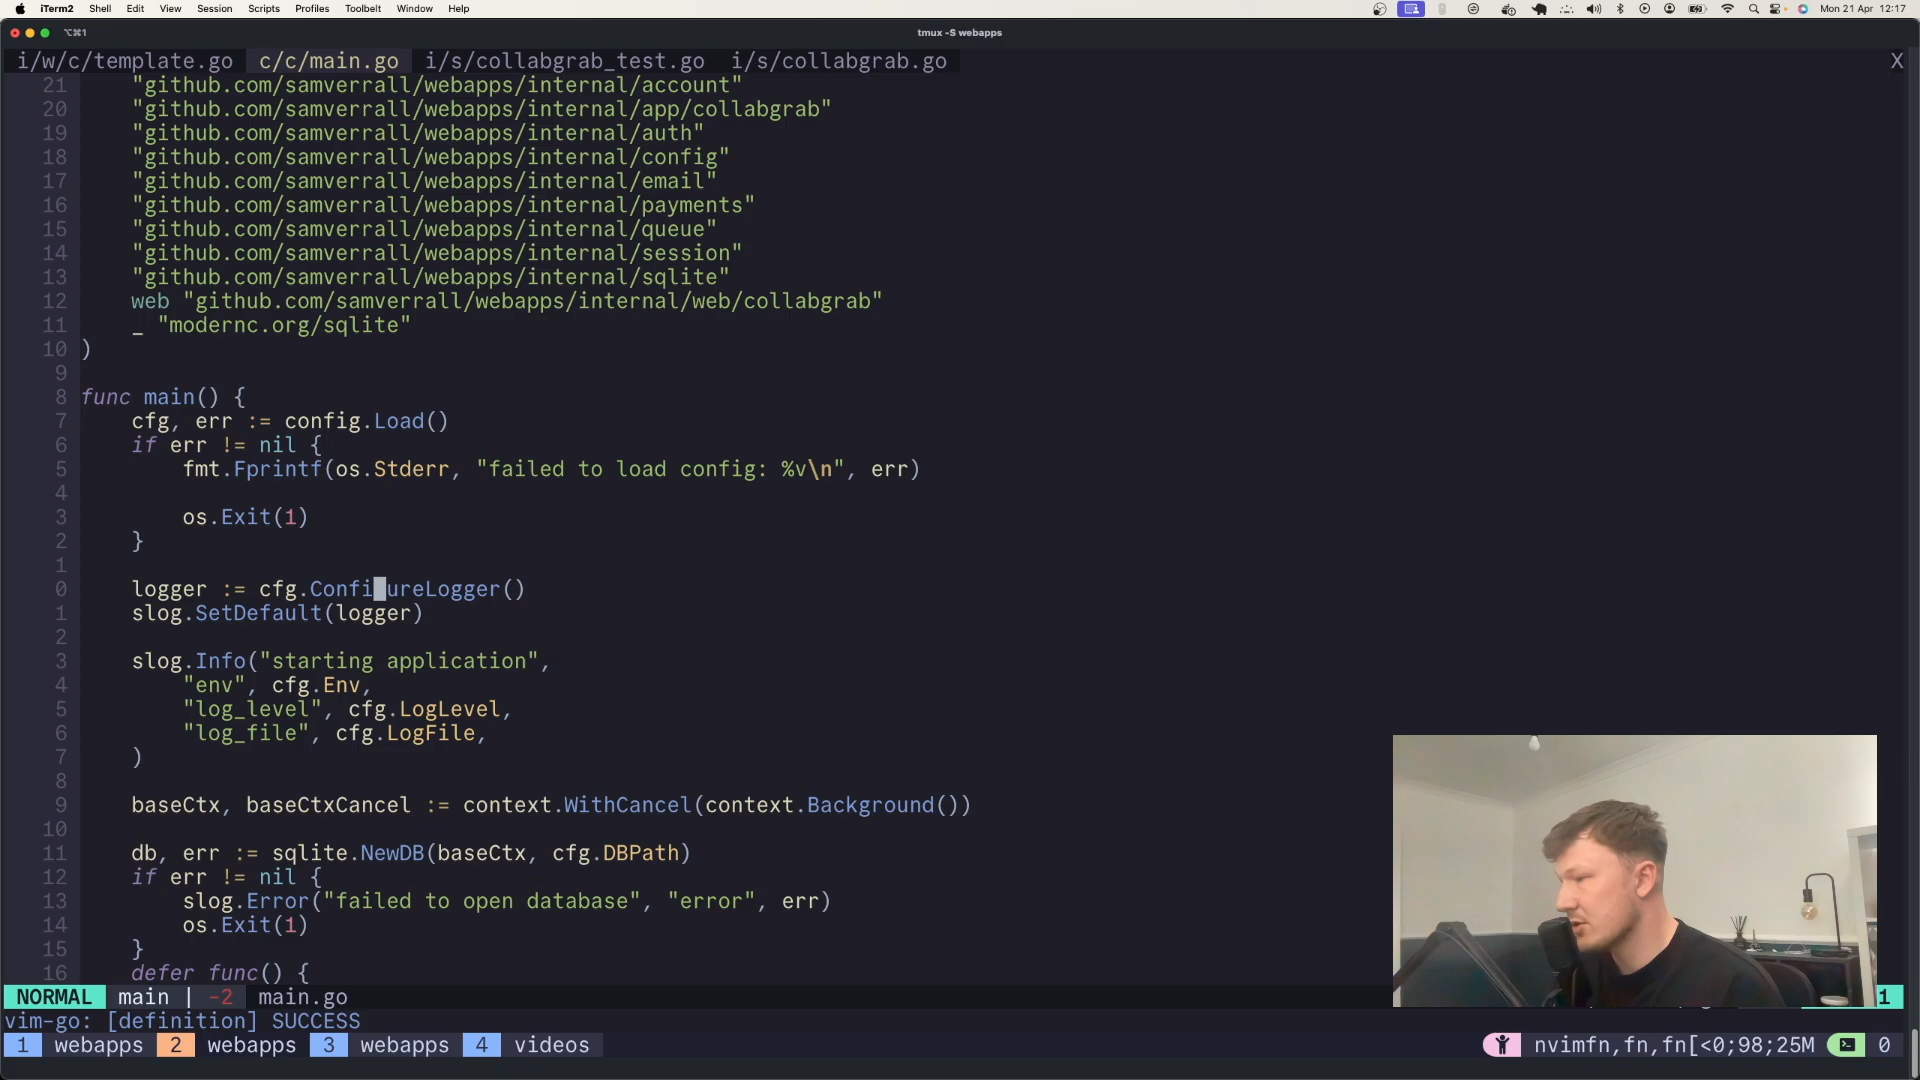 iTerm2 Shell Edit View Session Scripts Profiles Toolbelt Window Help Mon 21 Apr 12:17
⌥⌘1 tmux -S webapps
i/w/c/template.go c/c/main.go i/s/collabgrab_test.go i/s/collabgrab.go X
21 "github.com/samverrall/webapps/internal/account"
20 "github.com/samverrall/webapps/internal/app/collabgrab"
19 "github.com/samverrall/webapps/internal/auth"
18 "github.com/samverrall/webapps/internal/config"
17 "github.com/samverrall/webapps/internal/email"
16 "github.com/samverrall/webapps/internal/payments"
15 "github.com/samverrall/webapps/internal/queue"
14 "github.com/samverrall/webapps/internal/session"
13 "github.com/samverrall/webapps/internal/sqlite"
12 web "github.com/samverrall/webapps/internal/web/collabgrab"
11 _ "modernc.org/sqlite"
10 )
9
8 func main() {
7 cfg, err := config.Load()
6 if err != nil {
5 fmt.Fprintf(os.Stderr, "failed to load config: %v\n", err)
4
3 os.Exit(1)
2 }
1
0 logger := cfg.Confi ureLogger()
1 slog.SetDefault(logger)
2
3 slog.Info("starting application",
4 "env", cfg.Env,
5 "log_level", cfg.LogLevel,
6 "log_file", cfg.LogFile,
7 )
8
9 baseCtx, baseCtxCancel := context.WithCancel(context.Background())
10
11 db, err := sqlite.NewDB(baseCtx, cfg.DBPath)
12 if err != nil {
13 slog.Error("failed to open database", "error", err)
14 os.Exit(1)
15 }
16 defer func() {
NORMAL main | -2 main.go 1
vim-go: [definition] SUCCESS
1 webapps 2 webapps 3 webapps 4 videos nvimfn,fn,fn[<0;98;25M 0